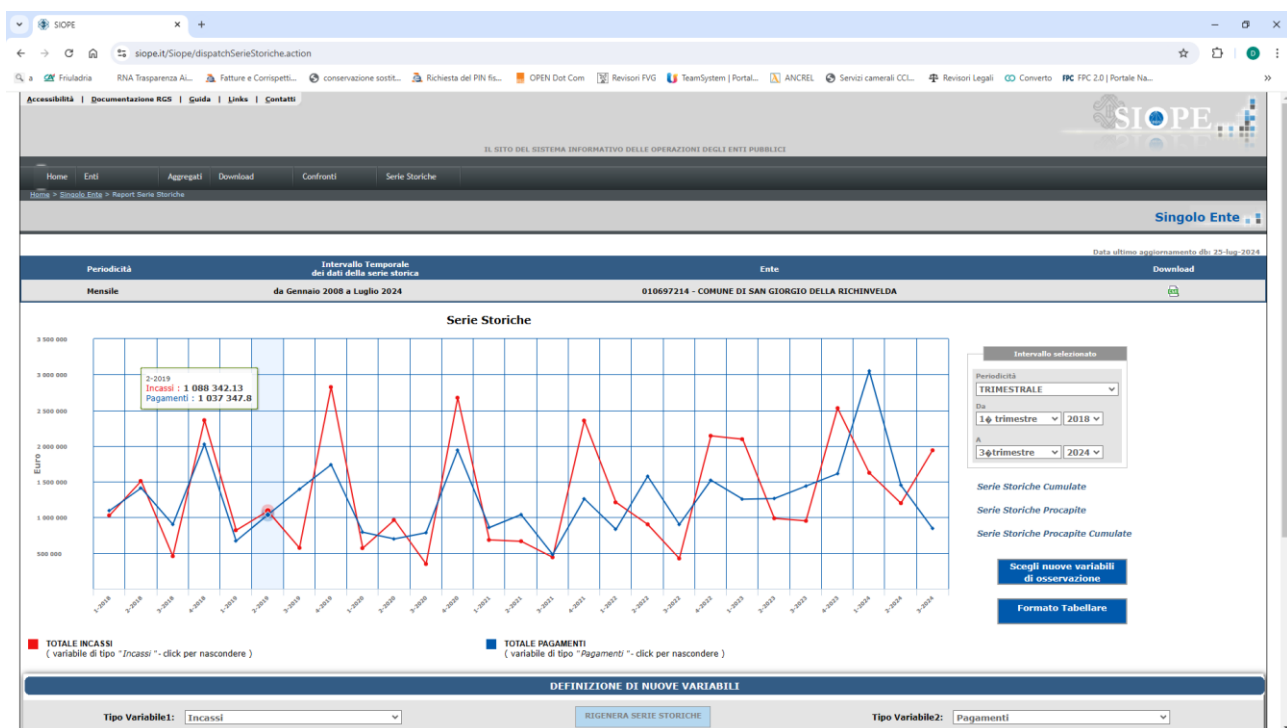 SIOPE
siope.it/Siope/dispatchSerieStoriche.action
a Friuladria RNA Trasparenza Ai... Fatture e Corrispetti... conservazione sostit... Richiesta del PIN fis... OPEN Dot Com Revisori FVG TeamSystem | Portal... ANCREL Servizi camerali CCI... Revisori Legali Converto FPC FPC 2.0 | Portale Na...
Accessibilità | Documentazione RGS | Guida | Links | Contatti
SIOPE
IL SITO DEL SISTEMA INFORMATIVO DELLE OPERAZIONI DEGLI ENTI PUBBLICI
Home Enti Aggregati Download Confronti Serie Storiche
Home > Singolo Ente > Report Serie Storiche
Singolo Ente
Data ultimo aggiornamento db: 25-lug-2024
Periodicità Intervallo Temporale dei dati della serie storica Ente Download
Mensile da Gennaio 2008 a Luglio 2024 010697214 - COMUNE DI SAN GIORGIO DELLA RICHINVELDA
Serie Storiche
3 500 000
3 000 000
2 500 000
2 000 000
1 500 000
1 000 000
500 000
Euro
2-2019
Incassi : 1 088 342.13
Pagamenti : 1 037 347.8
1-2018 2-2018 3-2018 4-2018 1-2019 2-2019 3-2019 4-2019 1-2020 2-2020 3-2020 4-2020 1-2021 2-2021 3-2021 4-2021 1-2022 2-2022 3-2022 4-2022 1-2023 2-2023 3-2023 4-2023 1-2024 2-2024 3-2024
Intervallo selezionato
Periodicità
TRIMESTRALE
Da
1� trimestre 2018
A
3�trimestre 2024
Serie Storiche Cumulate
Serie Storiche Procapite
Serie Storiche Procapite Cumulate
Scegli nuove variabili
di osservazione
Formato Tabellare
TOTALE INCASSI
( variabile di tipo "Incassi "- click per nascondere )
TOTALE PAGAMENTI
( variabile di tipo "Pagamenti "- click per nascondere )
DEFINIZIONE DI NUOVE VARIABILI
Tipo Variabile1: Incassi RIGENERA SERIE STORICHE Tipo Variabile2: Pagamenti